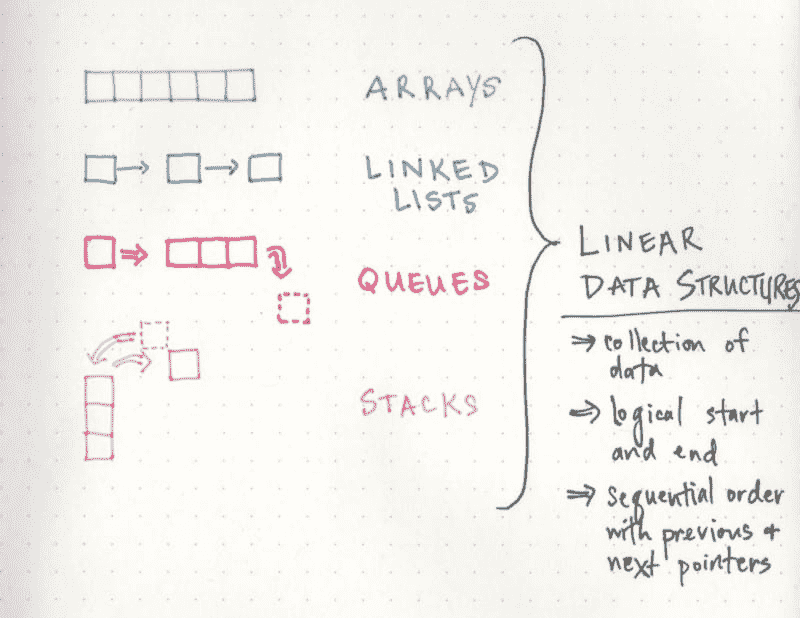 ARRAYS
LINKED
LISTS
QUEUES
STACKS
LINEAR
DATA STRUCTURES
⇒ collection of
data
⇒ logical start
and end
⇒ sequential order
with previous +
next pointers